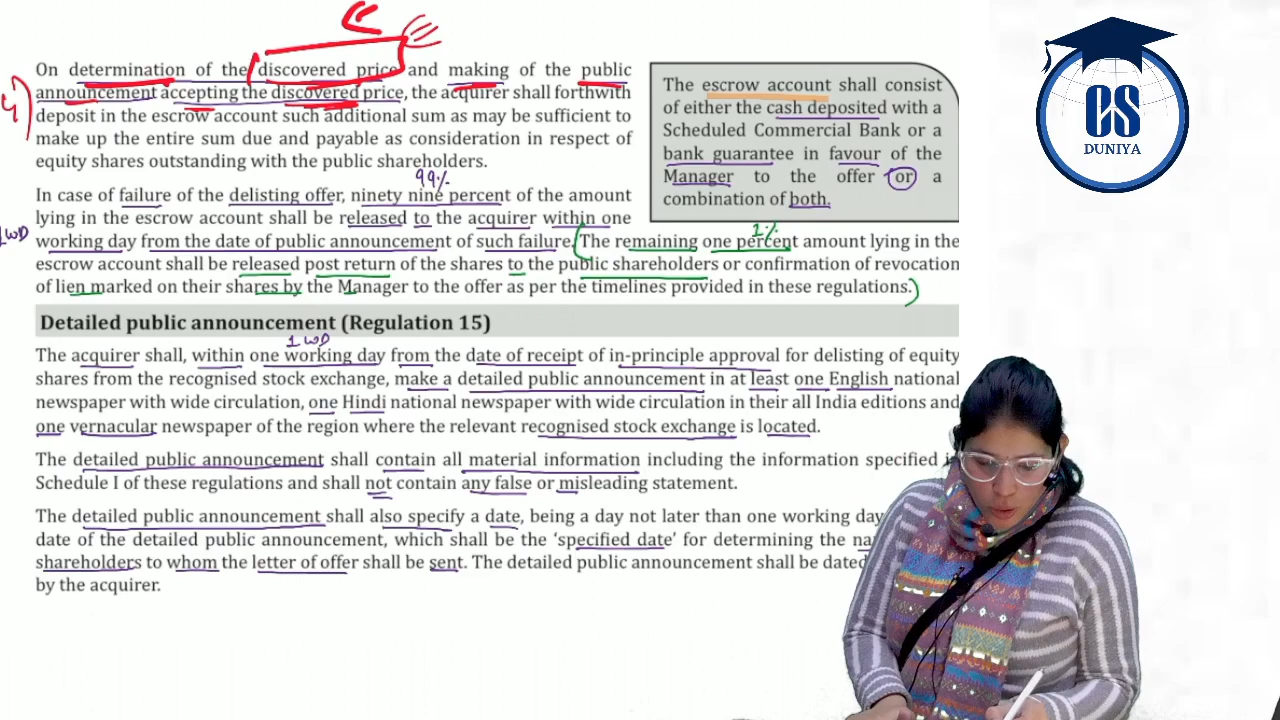 On determination of the discovered price and making of the public
announcement accepting the discovered price, the acquirer shall forthwith
deposit in the escrow account such additional sum as may be sufficient to
make up the entire sum due and payable as consideration in respect of
equity shares outstanding with the public shareholders.
99%
In case of failure of the delisting offer, ninety nine percent of the amount
lying in the escrow account shall be released to the acquirer within one
1WD
1%
working day from the date of public announcement of such failure. The remaining one percent amount lying in the
escrow account shall be released post return of the shares to the public shareholders or confirmation of revocation
of lien marked on their shares by the Manager to the offer as per the timelines provided in these regulations.
The escrow account shall consist
of either the cash deposited with a
Scheduled Commercial Bank or a
bank guarantee in favour of the
Manager to the offer or a
combination of both.
Detailed public announcement (Regulation 15)
1 WD
The acquirer shall, within one working day from the date of receipt of in-principle approval for delisting of equity
shares from the recognised stock exchange, make a detailed public announcement in at least one English national
newspaper with wide circulation, one Hindi national newspaper with wide circulation in their all India editions and
one vernacular newspaper of the region where the relevant recognised stock exchange is located.
The detailed public announcement shall contain all material information including the information specified
Schedule I of these regulations and shall not contain any false or misleading statement.
The detailed public announcement shall also specify a date, being a day not later than one working day
date of the detailed public announcement, which shall be the 'specified date' for determining the
shareholders to whom the letter of offer shall be sent. The detailed public announcement shall be dated
by the acquirer.
CS
DUNIYA